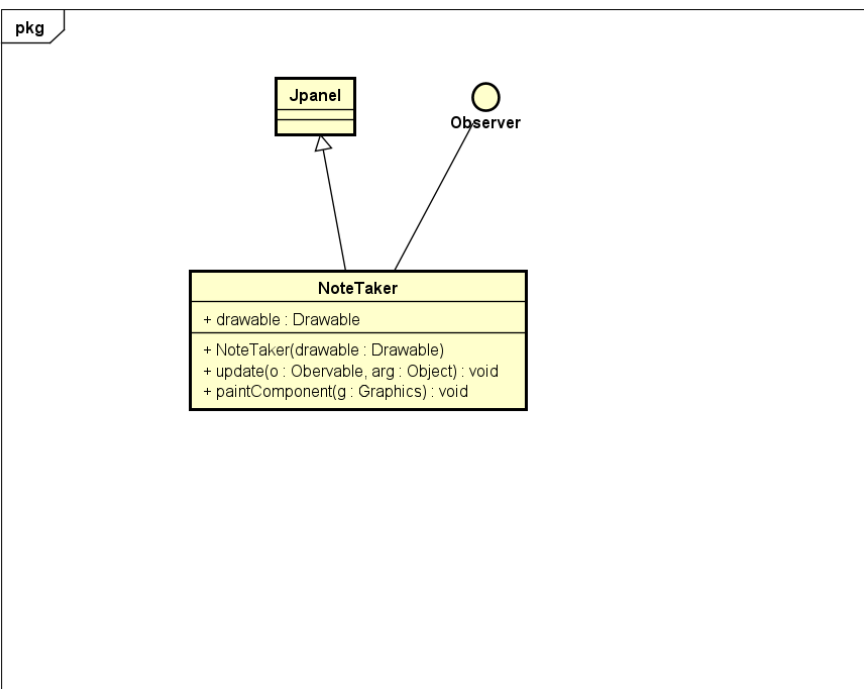 pkg
Jpanel
Observer
NoteTaker
+ drawable : Drawable
+ NoteTaker(drawable : Drawable)
+ update(o : Obervable, arg : Object) : void
+ paintComponent(g : Graphics) : void